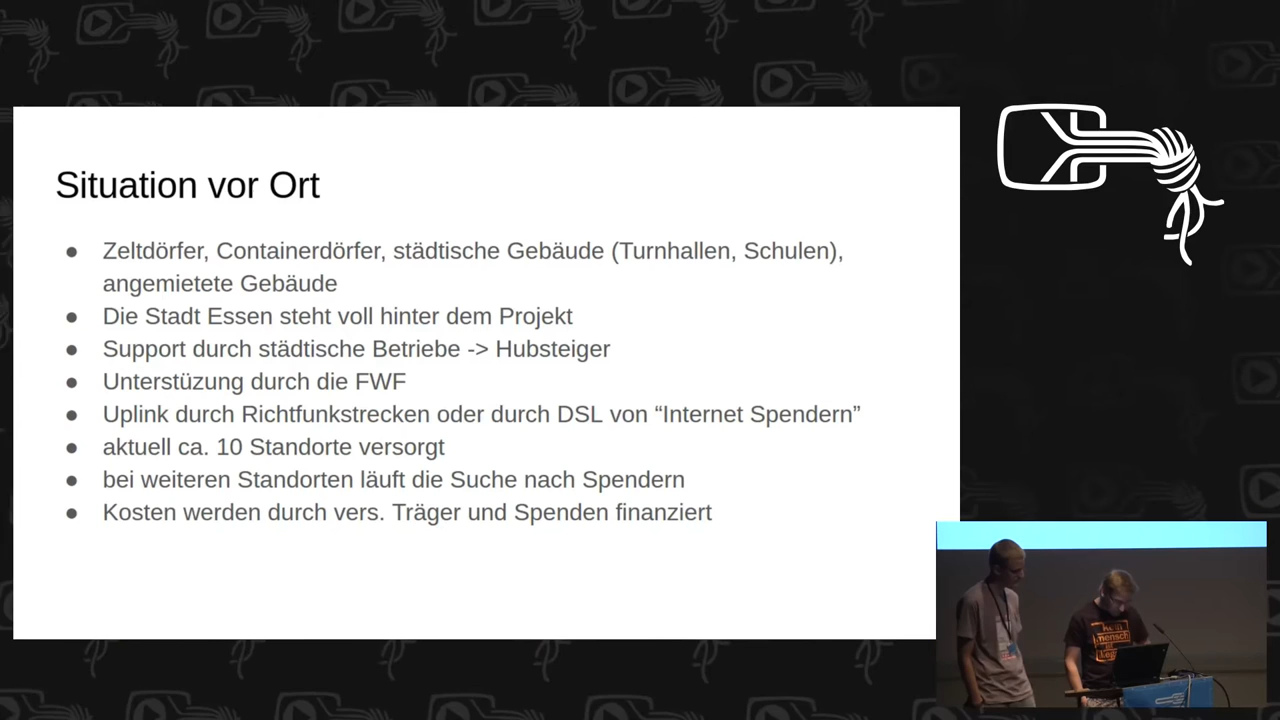 Situation vor Ort
● Zeltdörfer, Containerdörfer, städtische Gebäude (Turnhallen, Schulen),
angemietete Gebäude
● Die Stadt Essen steht voll hinter dem Projekt
● Support durch städtische Betriebe -> Hubsteiger
● Unterstüzung durch die FWF
● Uplink durch Richtfunkstrecken oder durch DSL von “Internet Spendern”
● aktuell ca. 10 Standorte versorgt
● bei weiteren Standorten läuft die Suche nach Spendern
● Kosten werden durch vers. Träger und Spenden finanziert
Kein
mensch
ist